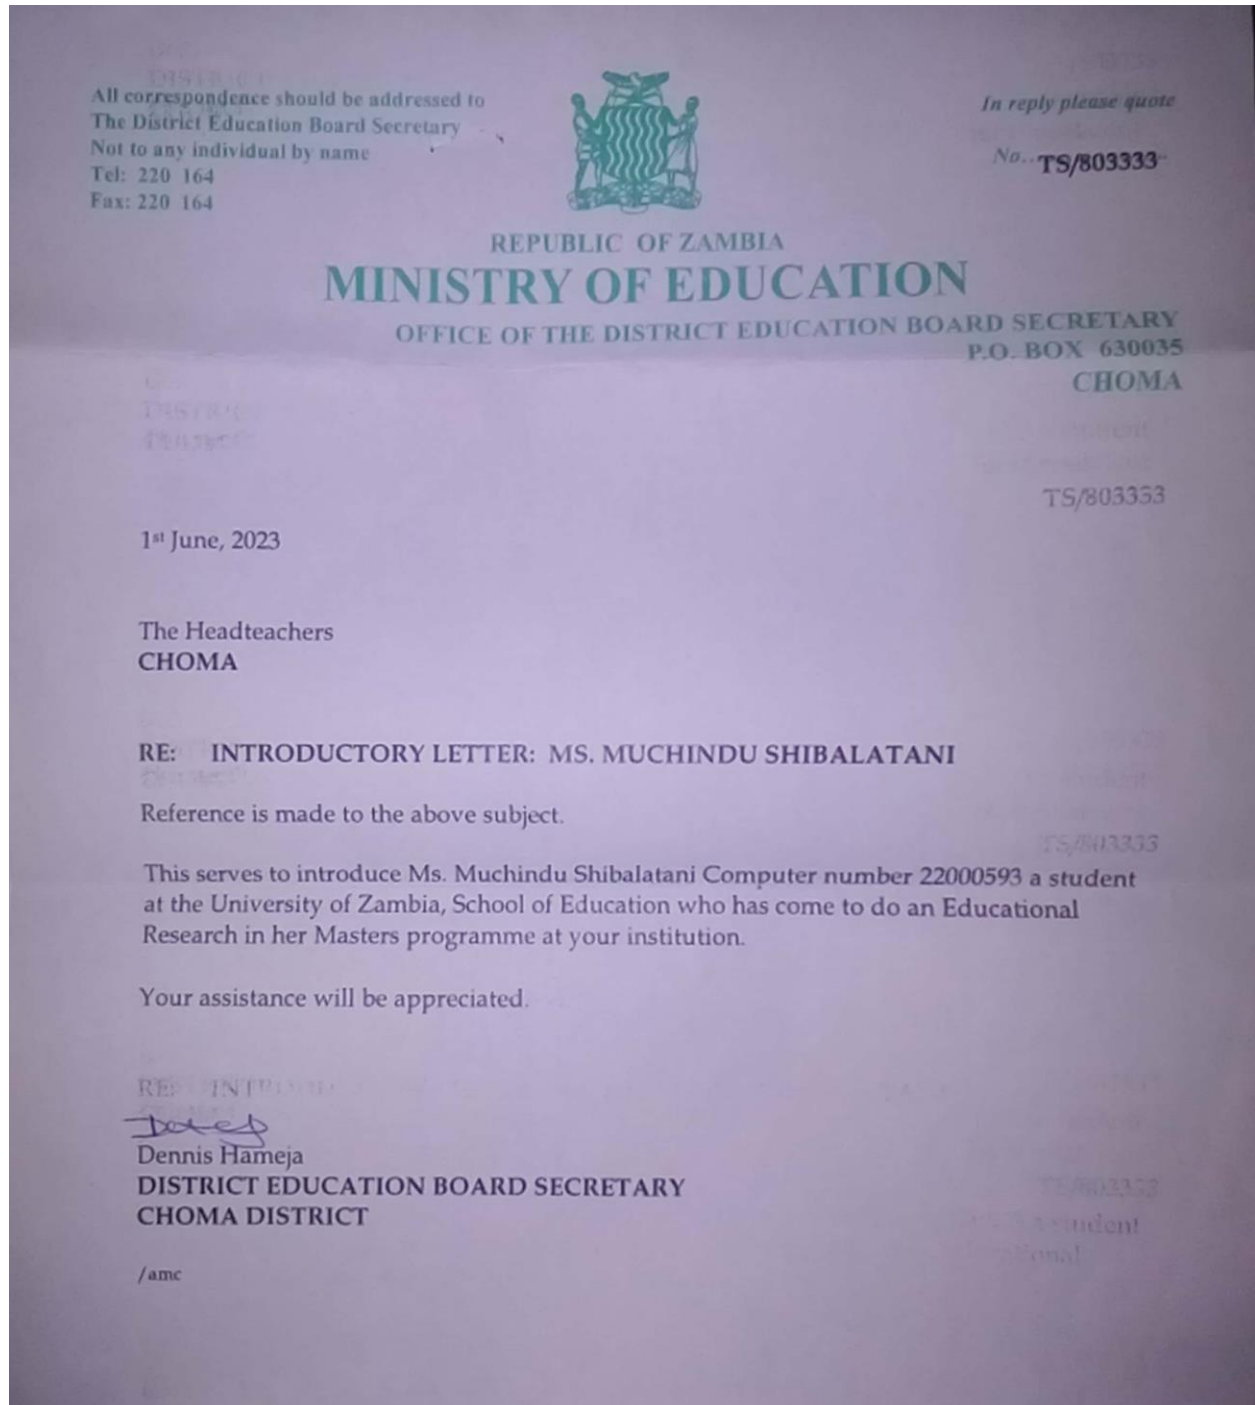 All correspondence should be addressed to
The District Education Board Secretary
Not to any individual by name
Tel: 220 164
Fax: 220 164
In reply please quote
No.. TS/803333
REPUBLIC OF ZAMBIA
MINISTRY OF EDUCATION
OFFICE OF THE DISTRICT EDUCATION BOARD SECRETARY
P.O. BOX 630035
CHOMA
TS/803333
1st June, 2023
The Headteachers
CHOMA
RE: INTRODUCTORY LETTER: MS. MUCHINDU SHIBALATANI
Reference is made to the above subject.
TS/803333
This serves to introduce Ms. Muchindu Shibalatani Computer number 22000593 a student
at the University of Zambia, School of Education who has come to do an Educational
Research in her Masters programme at your institution.
Your assistance will be appreciated.
Dennis Hameja
DISTRICT EDUCATION BOARD SECRETARY
CHOMA DISTRICT
TS/803333
/amc